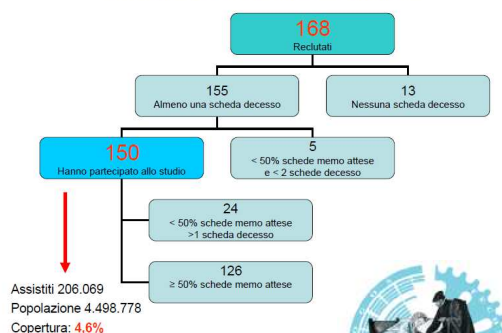 168
Reclutati
155
Almeno una scheda decesso
13
Nessuna scheda decesso
150
Hanno partecipato allo studio
5
< 50% schede memo attese
e < 2 schede decesso
24
< 50% schede memo attese
>1 scheda decesso
126
≥ 50% schede memo attese
Assistiti 206.069
Popolazione 4.498.778
Copertura: 4,6%